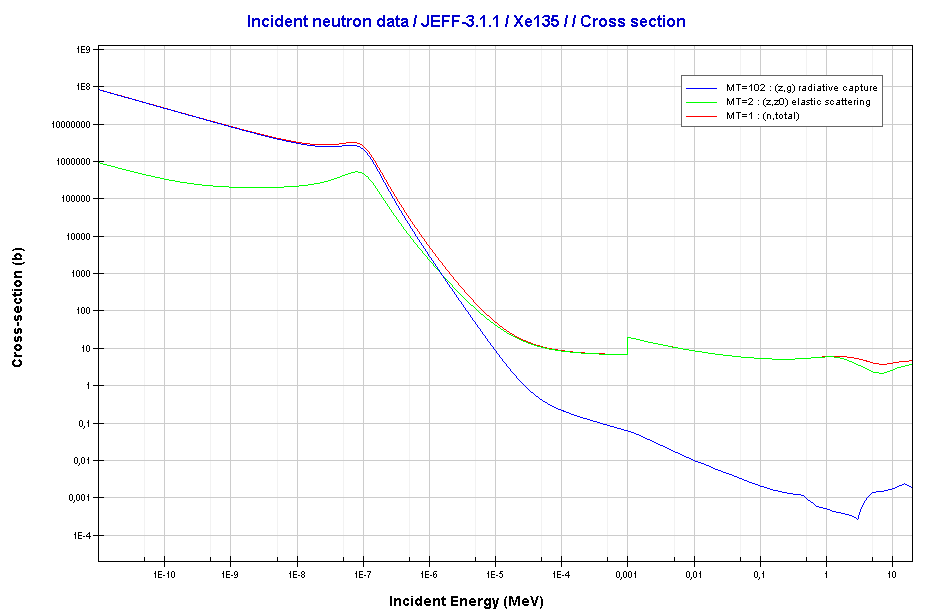 Incident neutron data / JEFF-3.1.1 / Xe135 / / Cross section
MT=102 : (z,g) radiative capture
MT=2 : (z,z0) elastic scattering
MT=1 : (n,total)
Cross-section (b)
1E9
1E8
10000000
1000000
100000
10000
1000
100
10
1
0,1
0,01
0,001
1E-4
1E-10
1E-9
1E-8
1E-7
1E-6
1E-5
1E-4
0,001
0,01
0,1
1
10
Incident Energy (MeV)